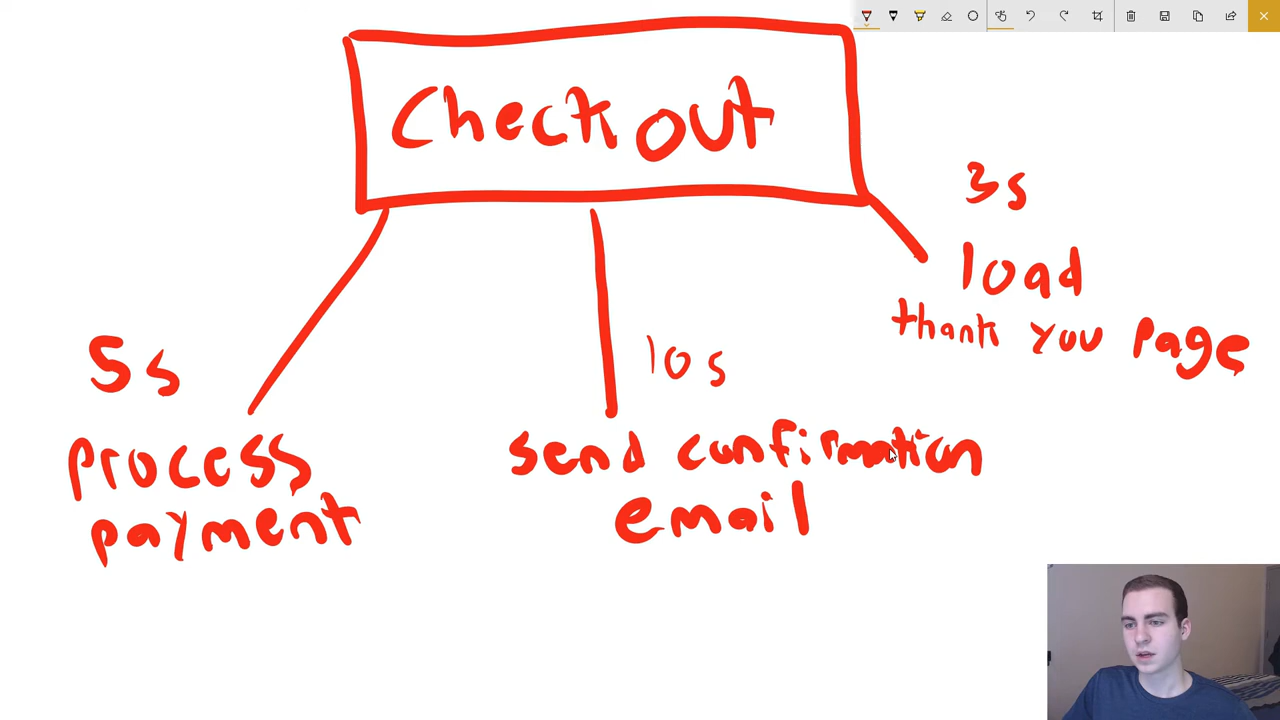 Checkout
3s
load
thank you page
5s
process
payment
10s
send confirmation
email